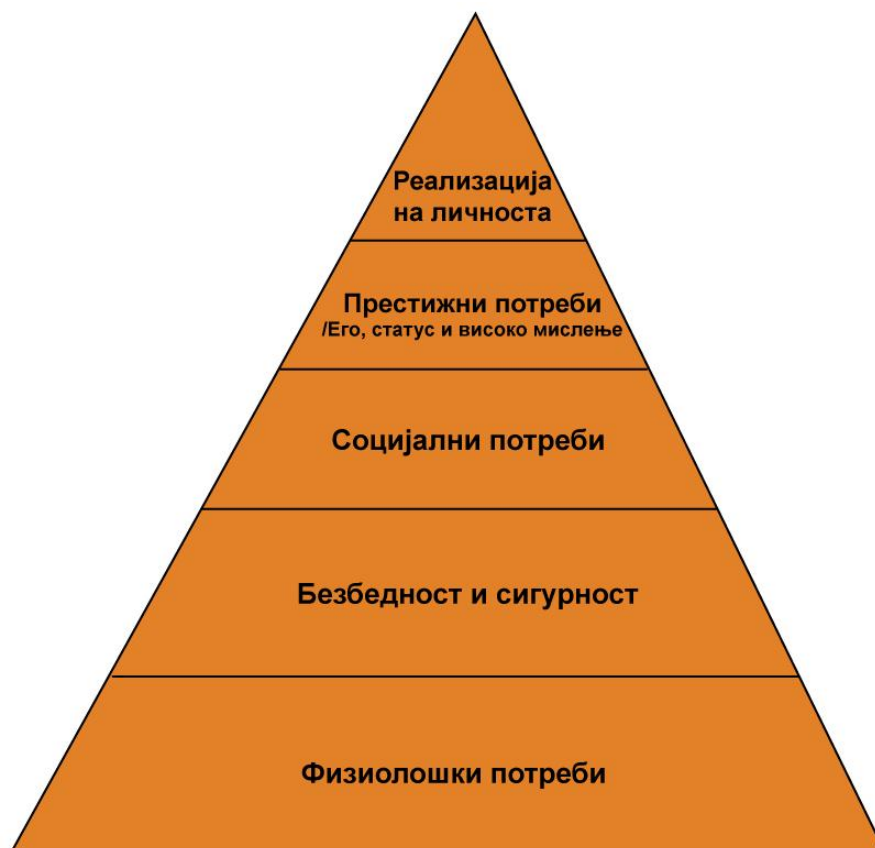 Реализација
на личноста
Престижни потреби
/Его, статус и високо мислење
Социјални потреби
Безбедност и сигурност
Физиолошки потреби